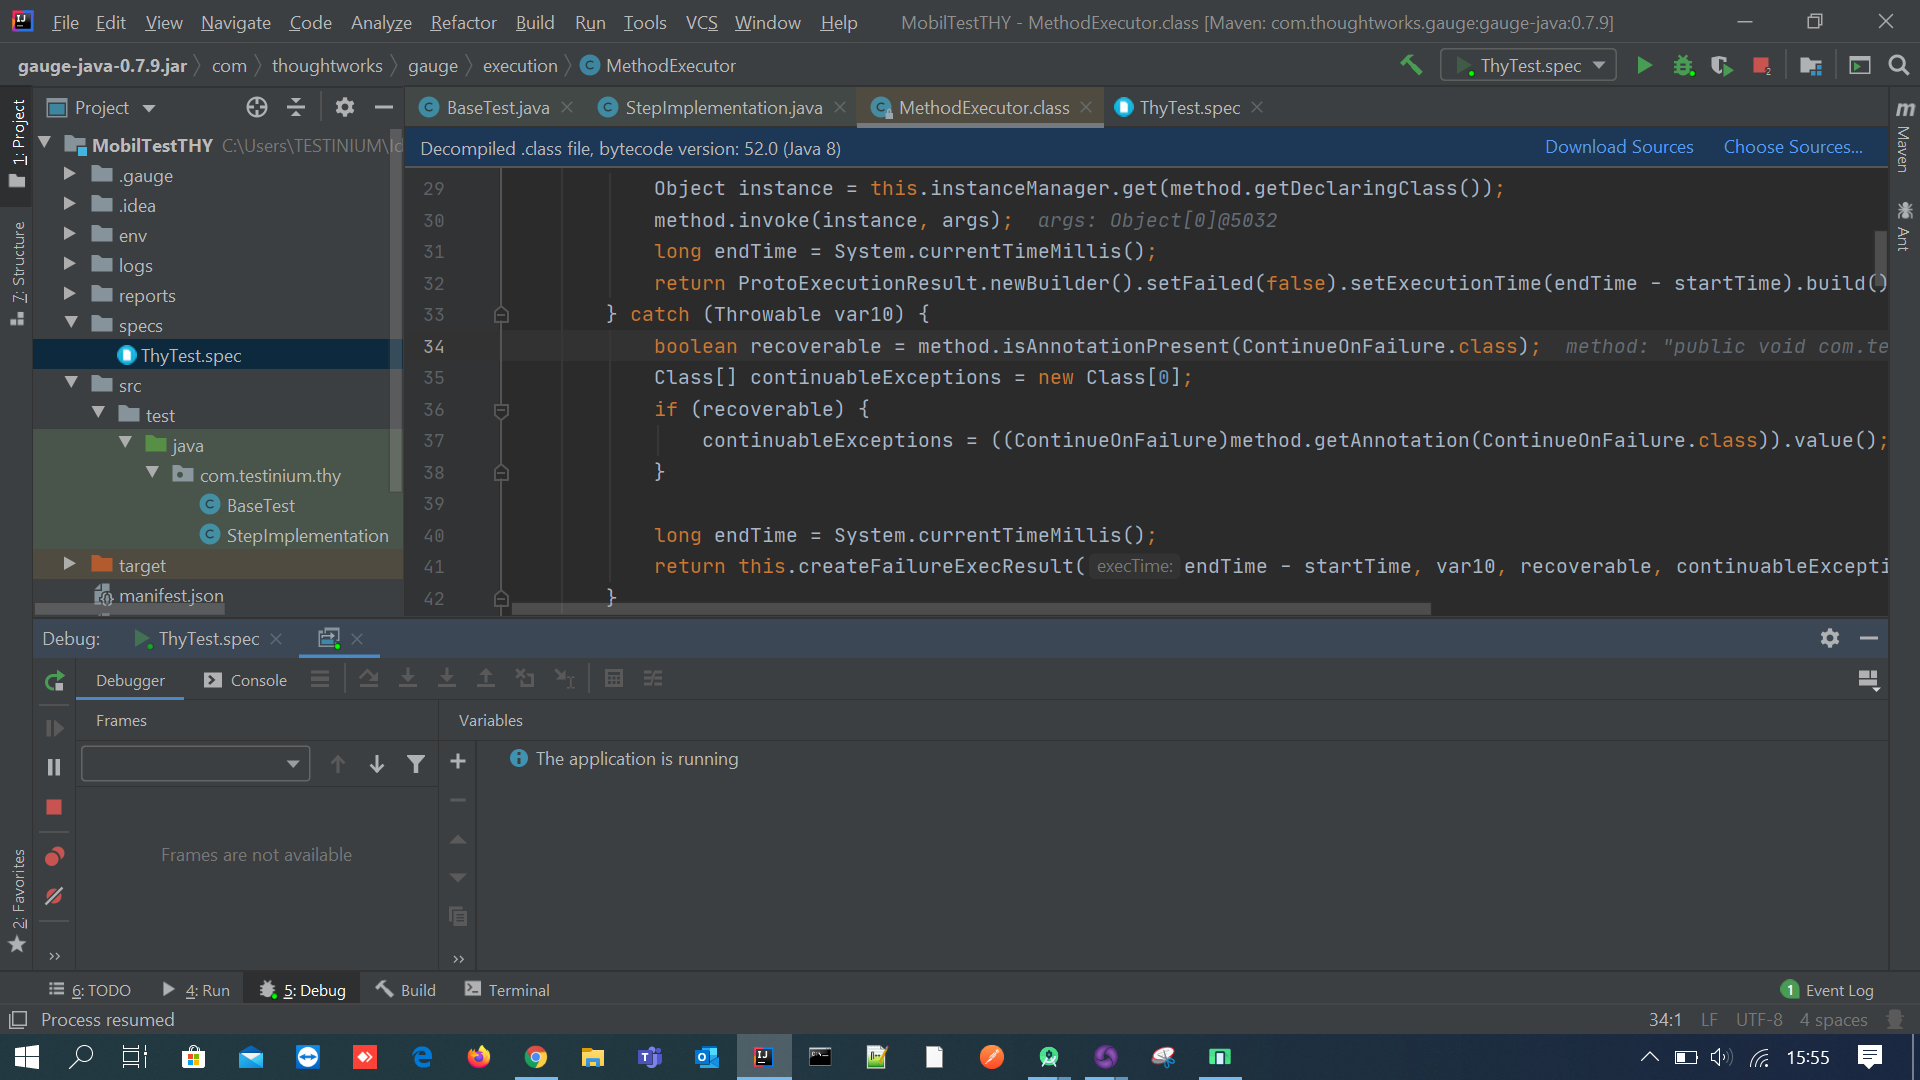 File Edit View Navigate Code Analyze Refactor Build Run Tools VCS Window Help MobilTestTHY - MethodExecutor.class [Maven: com.thoughtworks.gauge:gauge-java:0.7.9]
gauge-java-0.7.9.jar com thoughtworks gauge execution MethodExecutor ThyTest.spec
Project
BaseTest.java StepImplementation.java MethodExecutor.class ThyTest.spec
Decompiled .class file, bytecode version: 52.0 (Java 8) Download Sources Choose Sources...
1: Project
7: Structure
2: Favorites
Maven
Ant
MobilTestTHY C:\Users\TESTINIUM\Id
.gauge
.idea
env
logs
reports
specs
ThyTest.spec
src
test
java
com.testinium.thy
BaseTest
StepImplementation
target
manifest.json
29 Object instance = this.instanceManager.get(method.getDeclaringClass());
30 method.invoke(instance, args); args: Object[0]@5032
31 long endTime = System.currentTimeMillis();
32 return ProtoExecutionResult.newBuilder().setFailed(false).setExecutionTime(endTime - startTime).build()
33 } catch (Throwable var10) {
34 boolean recoverable = method.isAnnotationPresent(ContinueOnFailure.class); method: "public void com.te
35 Class[] continuableExceptions = new Class[0];
36 if (recoverable) {
37 continuableExceptions = ((ContinueOnFailure)method.getAnnotation(ContinueOnFailure.class)).value();
38 }
39
40 long endTime = System.currentTimeMillis();
41 return this.createFailureExecResult( execTime: endTime - startTime, var10, recoverable, continuableExcepti
42 }
Debug: ThyTest.spec
Debugger Console
Frames Variables
The application is running
Frames are not available
6: TODO 4: Run 5: Debug Build Terminal 1 Event Log
Process resumed 34:1 LF UTF-8 4 spaces
15:55